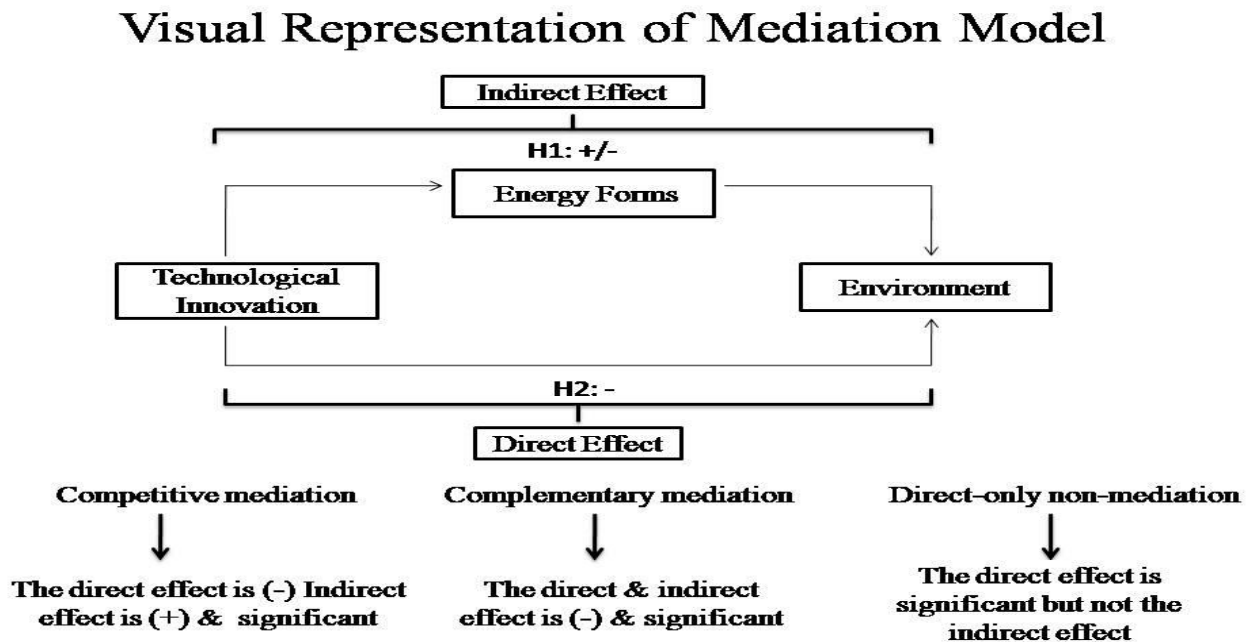 Visual Representation of Mediation Model
Indirect Effect
H1: +/-
Energy Forms
Technological
Innovation
Environment
H2: -
Direct Effect
Competitive mediation
The direct effect is (-) Indirect
effect is (+) & significant
Complementary mediation
The direct & indirect
effect is (-) & significant
Direct-only non-mediation
The direct effect is
significant but not the
indirect effect